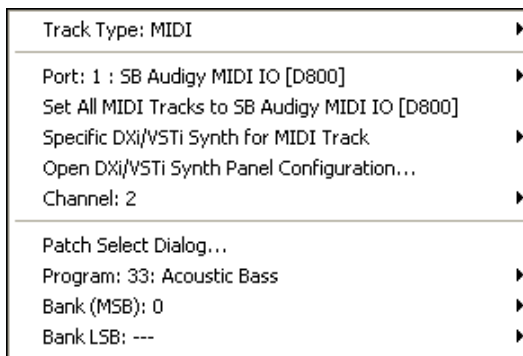 Track Type: MIDI
Port: 1 : SB Audigy MIDI IO [D800]
Set All MIDI Tracks to SB Audigy MIDI IO [D800]
Specific DXi/VSTi Synth for MIDI Track
Open DXi/VSTi Synth Panel Configuration...
Channel: 2
Patch Select Dialog...
Program: 33: Acoustic Bass
Bank (MSB): 0
Bank LSB: ---